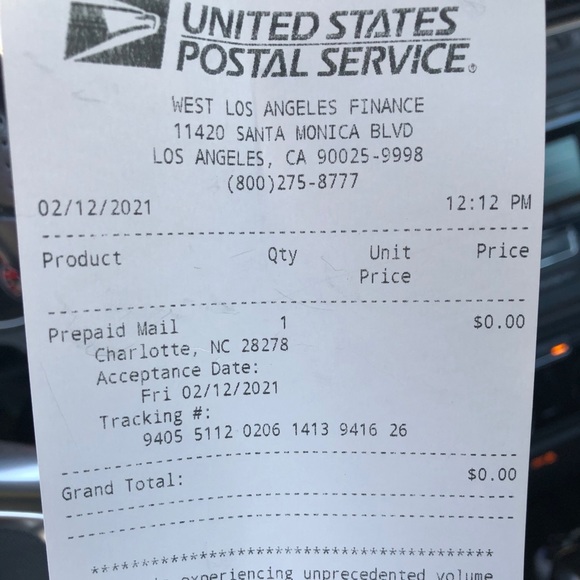 UNITED STATES
POSTAL SERVICE®
WEST LOS ANGELES FINANCE
11420 SANTA MONICA BLVD
LOS ANGELES, CA 90025-9998
(800)275-8777
02/12/2021 12:12 PM
Product Qty Unit Price
Price
Prepaid Mail 1 $0.00
Charlotte, NC 28278
Acceptance Date:
Fri 02/12/2021
Tracking #:
9405 5112 0206 1413 9416 26
Grand Total: $0.00
experiencing unprecedented volume